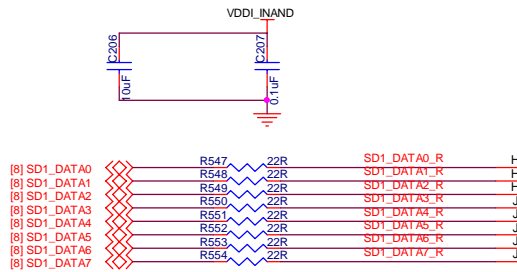 VDDI_INAND
C206
10uF
C207
0.1uF
[8] SD1_DATA0 R547 22R SD1_DATA0_R H
[8] SD1_DATA1 R548 22R SD1_DATA1_R H
[8] SD1_DATA2 R549 22R SD1_DATA2_R H
[8] SD1_DATA3 R550 22R SD1_DATA3_R J
[8] SD1_DATA4 R551 22R SD1_DATA4_R J
[8] SD1_DATA5 R552 22R SD1_DATA5_R J
[8] SD1_DATA6 R553 22R SD1_DATA6_R J
[8] SD1_DATA7 R554 22R SD1_DATA7_R J